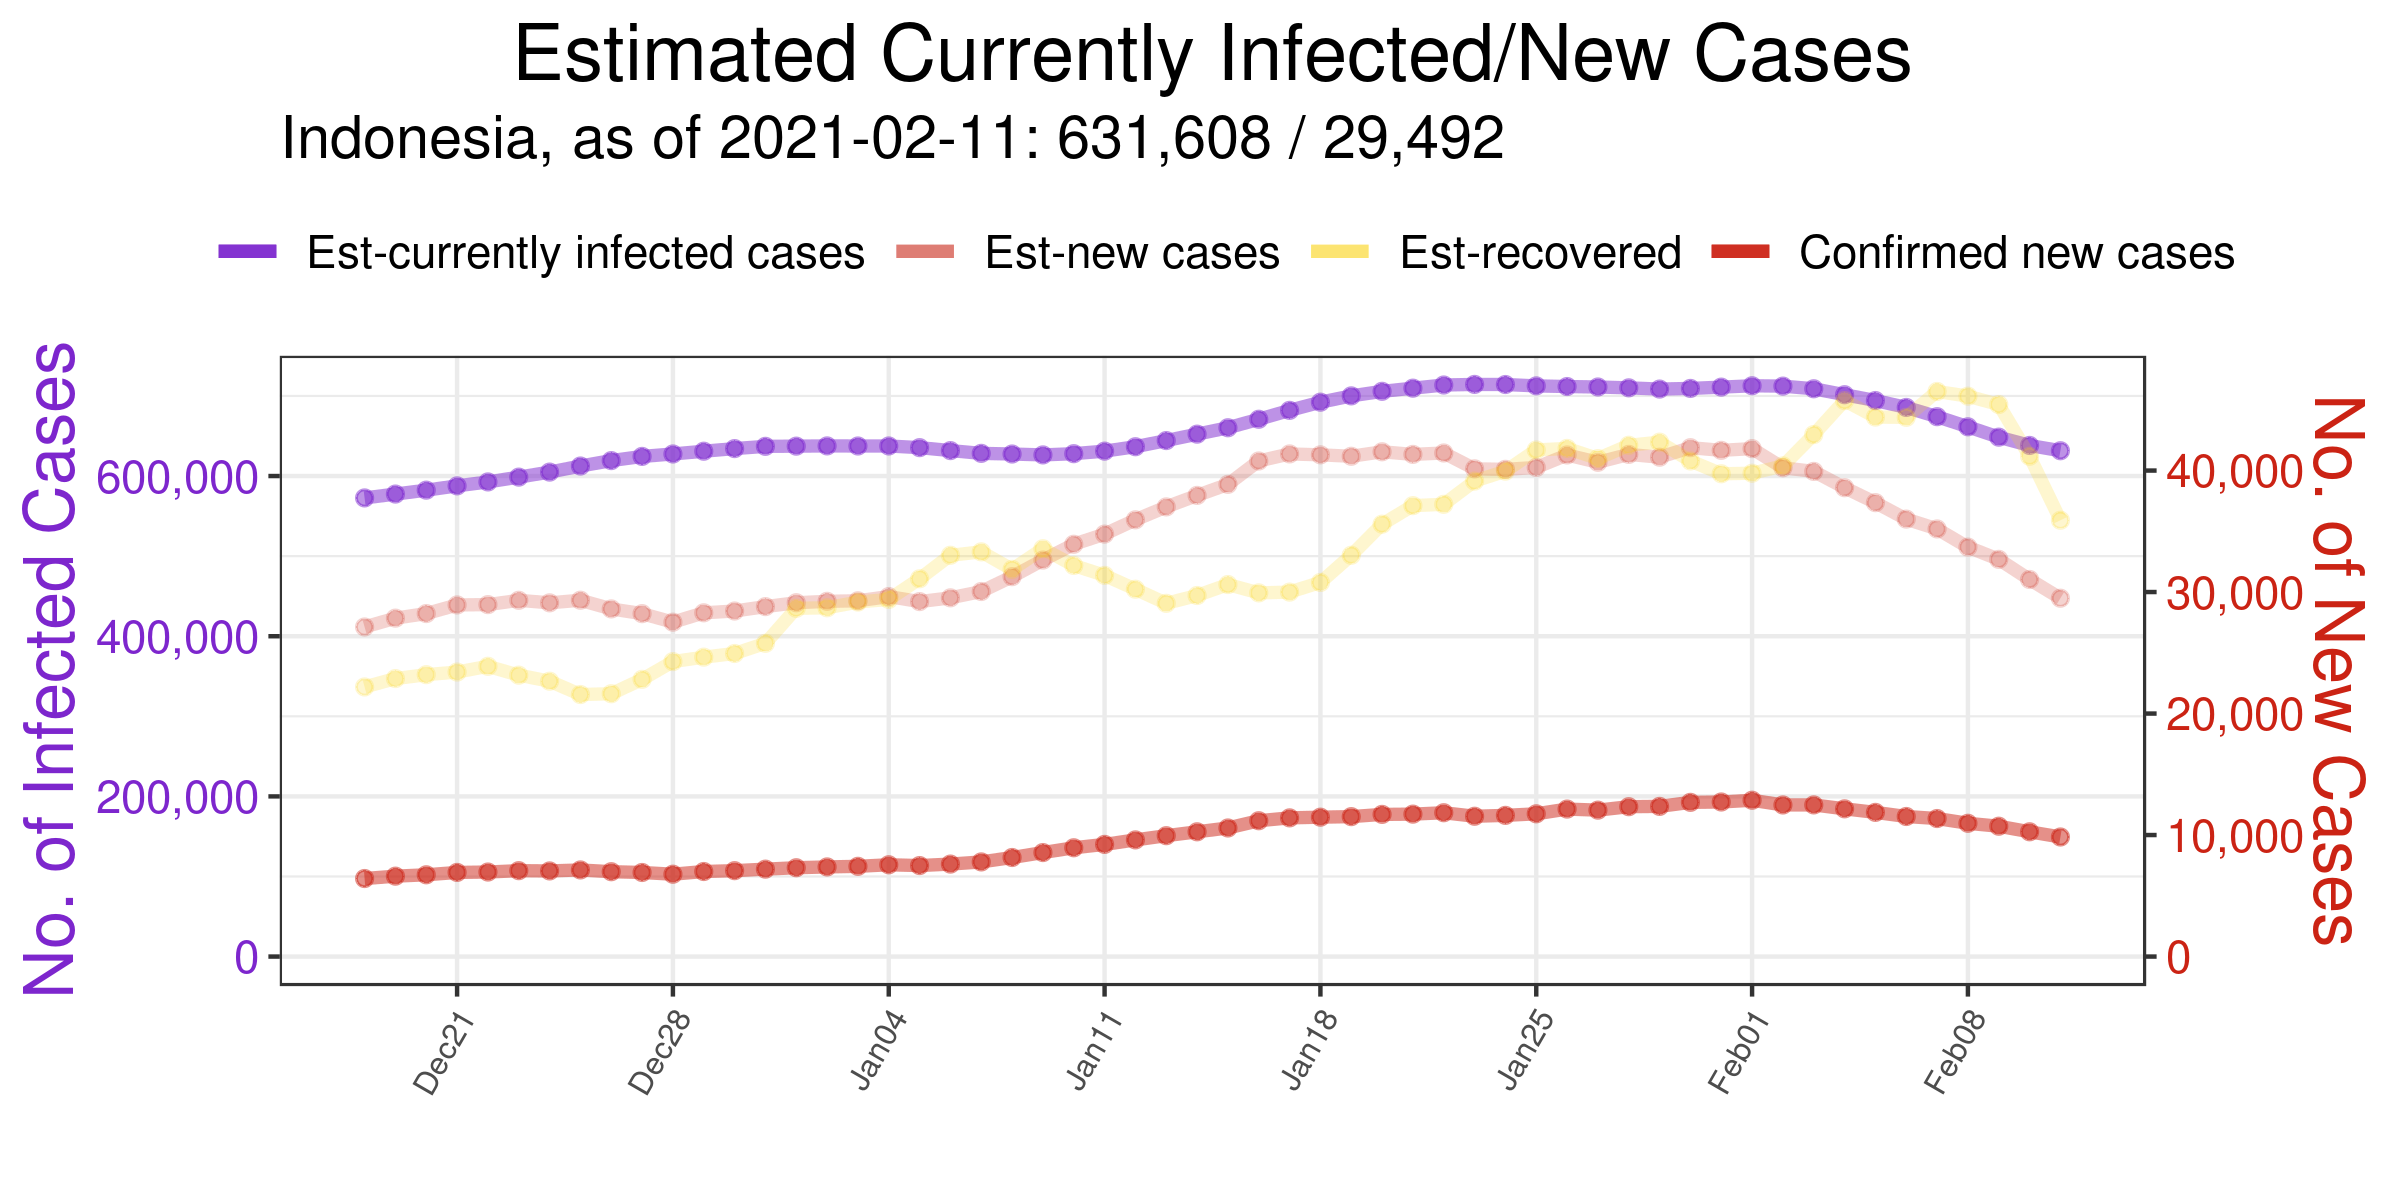 Estimated Currently Infected/New Cases
Indonesia, as of 2021-02-11: 631,608 / 29,492
Est-currently infected cases Est-new cases Est-recovered Confirmed new cases
No. of Infected Cases
600,000
400,000
200,000
0
40,000
30,000
20,000
10,000
0
No. of New Cases
Dec21 Dec28 Jan04 Jan11 Jan18 Jan25 Feb01 Feb08